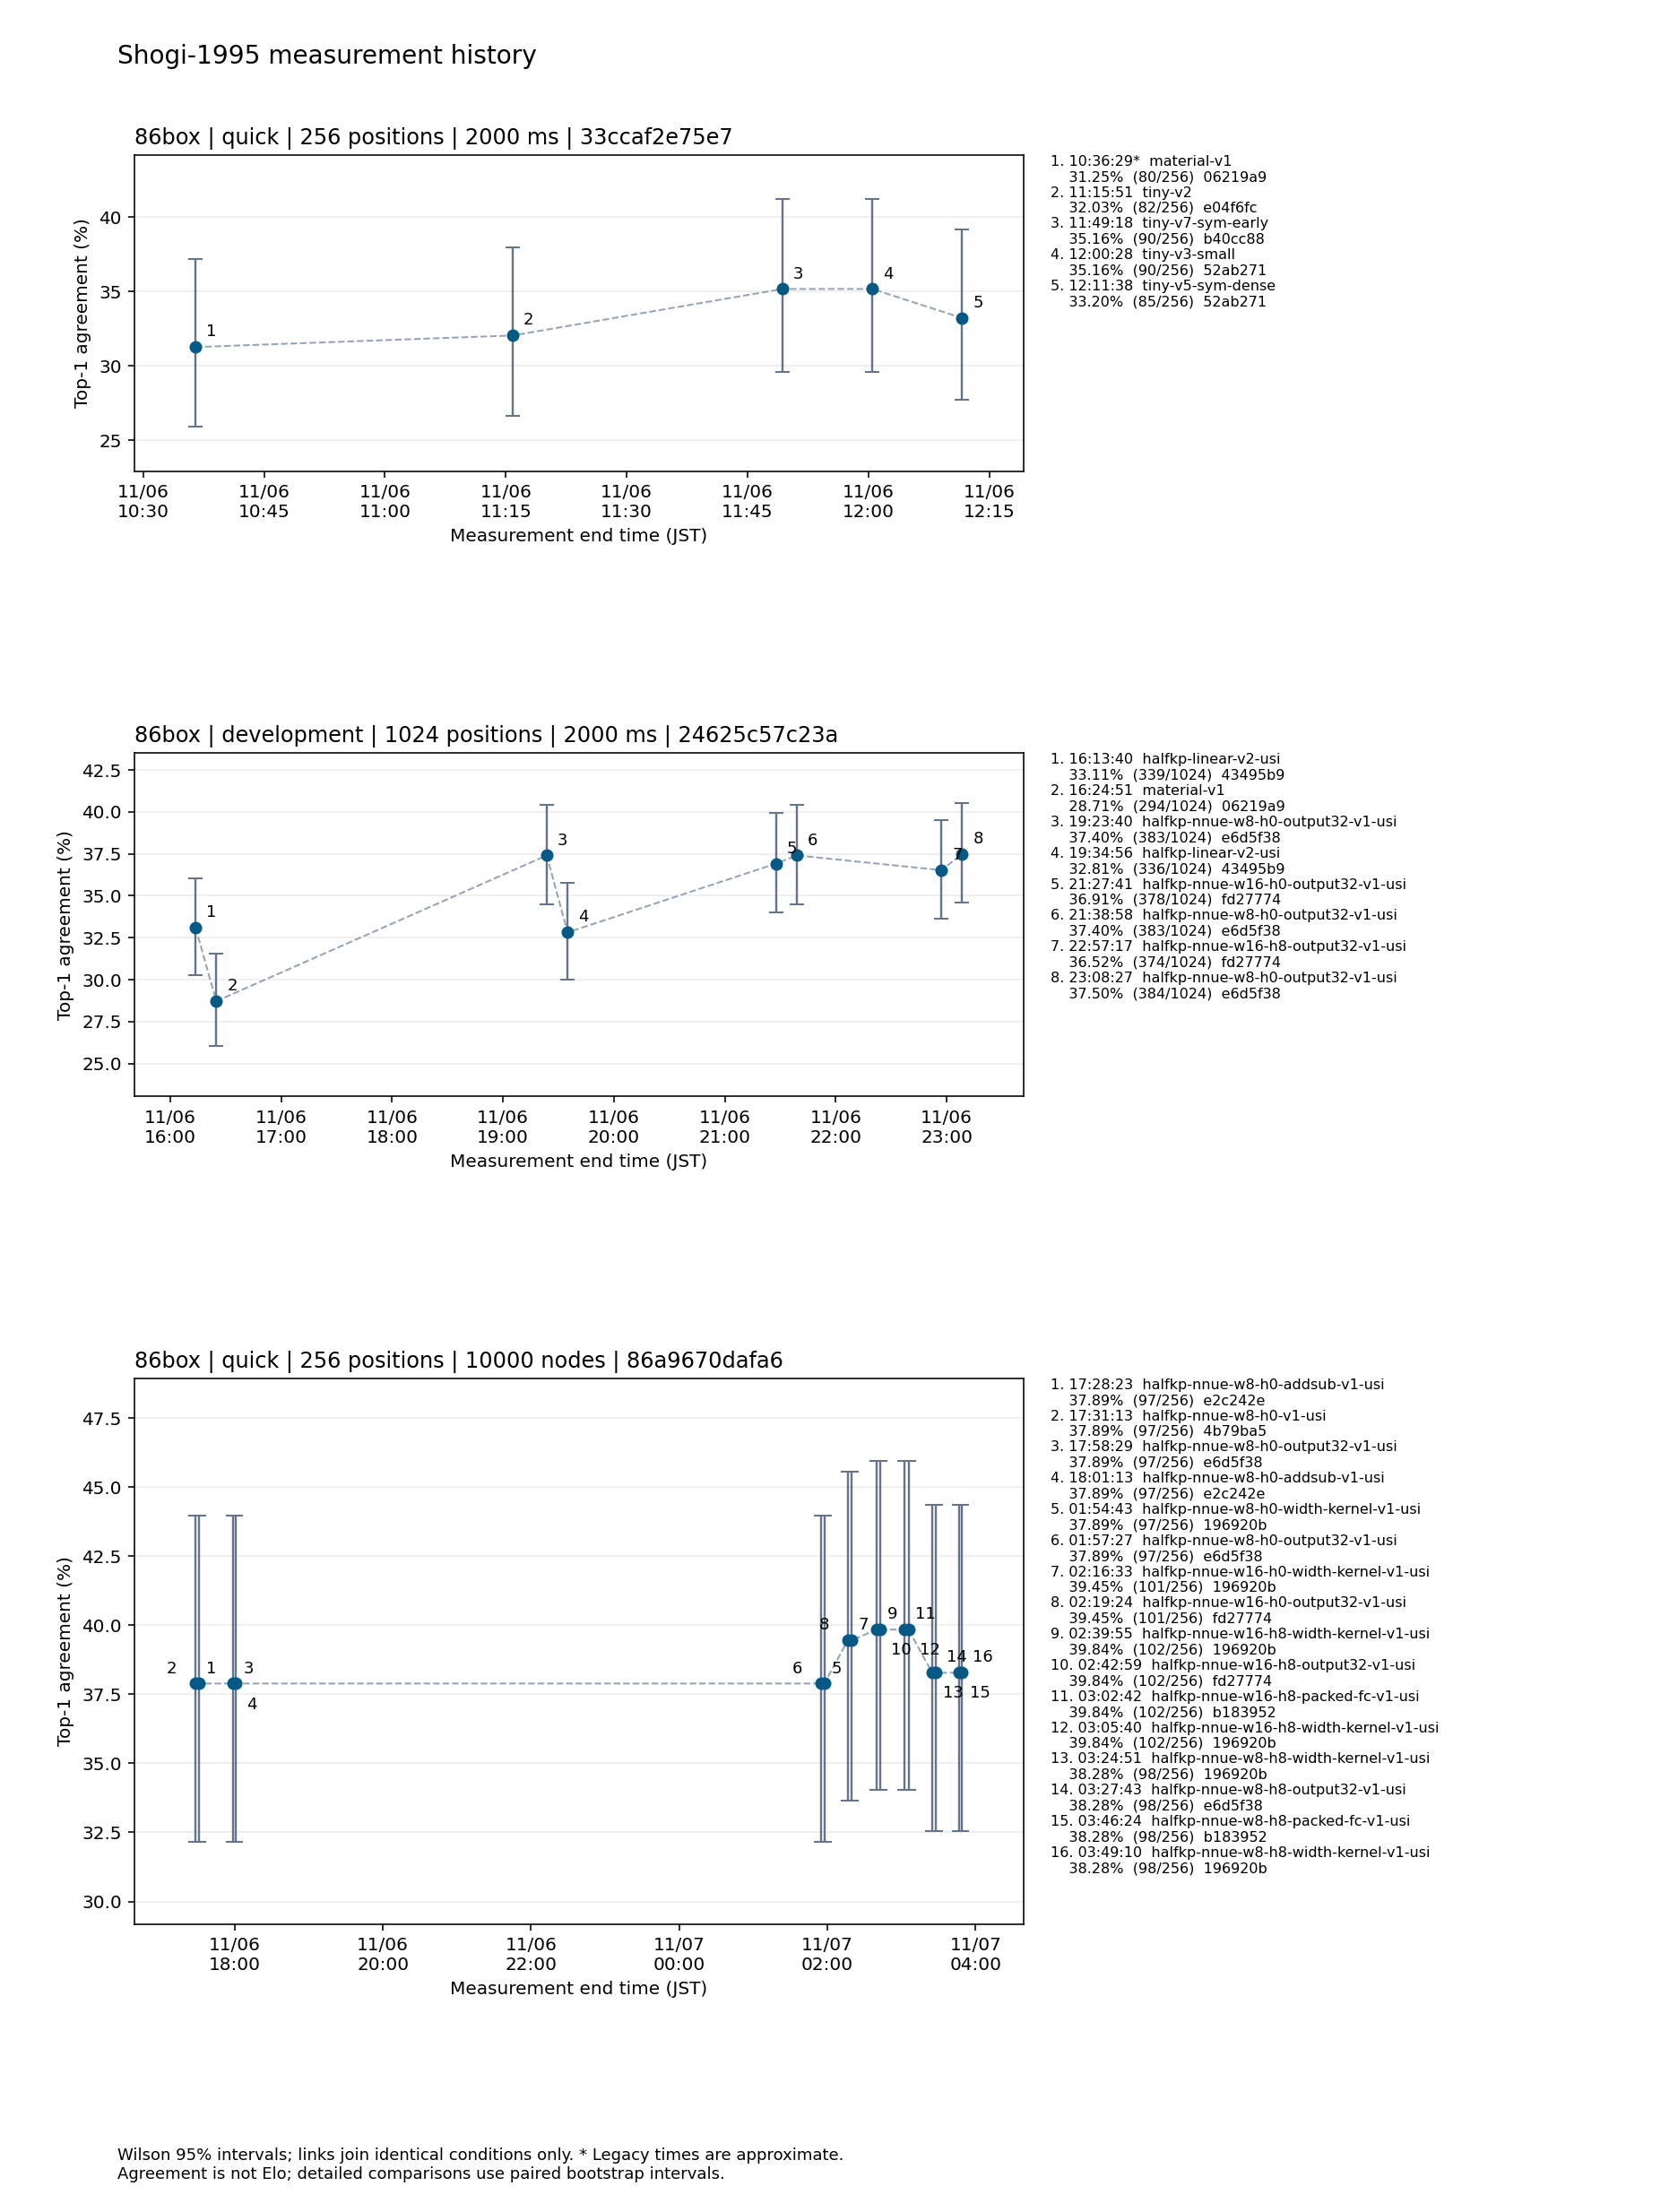 Shogi-1995 measurement history
86box | quick | 256 positions | 2000 ms | 33ccaf2e75e7
Top-1 agreement (%)
40
35
30
25
1
2
3
4
5
11/06
10:30
11/06
10:45
11/06
11:00
11/06
11:15
11/06
11:30
11/06
11:45
11/06
12:00
11/06
12:15
Measurement end time (JST)
1. 10:36:29* material-v1
31.25% (80/256) 06219a9
2. 11:15:51 tiny-v2
32.03% (82/256) e04f6fc
3. 11:49:18 tiny-v7-sym-early
35.16% (90/256) b40cc88
4. 12:00:28 tiny-v3-small
35.16% (90/256) 52ab271
5. 12:11:38 tiny-v5-sym-dense
33.20% (85/256) 52ab271
86box | development | 1024 positions | 2000 ms | 24625c57c23a
Top-1 agreement (%)
42.5
40.0
37.5
35.0
32.5
30.0
27.5
25.0
1
2
3
4
5
6
7
8
11/06
16:00
11/06
17:00
11/06
18:00
11/06
19:00
11/06
20:00
11/06
21:00
11/06
22:00
11/06
23:00
Measurement end time (JST)
1. 16:13:40 halfkp-linear-v2-usi
33.11% (339/1024) 43495b9
2. 16:24:51 material-v1
28.71% (294/1024) 06219a9
3. 19:23:40 halfkp-nnue-w8-h0-output32-v1-usi
37.40% (383/1024) e6d5f38
4. 19:34:56 halfkp-linear-v2-usi
32.81% (336/1024) 43495b9
5. 21:27:41 halfkp-nnue-w16-h0-output32-v1-usi
36.91% (378/1024) fd27774
6. 21:38:58 halfkp-nnue-w8-h0-output32-v1-usi
37.40% (383/1024) e6d5f38
7. 22:57:17 halfkp-nnue-w16-h8-output32-v1-usi
36.52% (374/1024) fd27774
8. 23:08:27 halfkp-nnue-w8-h0-output32-v1-usi
37.50% (384/1024) e6d5f38
86box | quick | 256 positions | 10000 nodes | 86a9670dafa6
Top-1 agreement (%)
47.5
45.0
42.5
40.0
37.5
35.0
32.5
30.0
2
1
3
4
6
5
8
7
9
10
11
12
13
14
15
16
11/06
18:00
11/06
20:00
11/06
22:00
11/07
00:00
11/07
02:00
11/07
04:00
Measurement end time (JST)
1. 17:28:23 halfkp-nnue-w8-h0-addsub-v1-usi
37.89% (97/256) e2c242e
2. 17:31:13 halfkp-nnue-w8-h0-v1-usi
37.89% (97/256) 4b79ba5
3. 17:58:29 halfkp-nnue-w8-h0-output32-v1-usi
37.89% (97/256) e6d5f38
4. 18:01:13 halfkp-nnue-w8-h0-addsub-v1-usi
37.89% (97/256) e2c242e
5. 01:54:43 halfkp-nnue-w8-h0-width-kernel-v1-usi
37.89% (97/256) 196920b
6. 01:57:27 halfkp-nnue-w8-h0-output32-v1-usi
37.89% (97/256) e6d5f38
7. 02:16:33 halfkp-nnue-w16-h0-width-kernel-v1-usi
39.45% (101/256) 196920b
8. 02:19:24 halfkp-nnue-w16-h0-output32-v1-usi
39.45% (101/256) fd27774
9. 02:39:55 halfkp-nnue-w16-h8-width-kernel-v1-usi
39.84% (102/256) 196920b
10. 02:42:59 halfkp-nnue-w16-h8-output32-v1-usi
39.84% (102/256) fd27774
11. 03:02:42 halfkp-nnue-w16-h8-packed-fc-v1-usi
39.84% (102/256) b183952
12. 03:05:40 halfkp-nnue-w16-h8-width-kernel-v1-usi
39.84% (102/256) 196920b
13. 03:24:51 halfkp-nnue-w8-h8-width-kernel-v1-usi
38.28% (98/256) 196920b
14. 03:27:43 halfkp-nnue-w8-h8-output32-v1-usi
38.28% (98/256) e6d5f38
15. 03:46:24 halfkp-nnue-w8-h8-packed-fc-v1-usi
38.28% (98/256) b183952
16. 03:49:10 halfkp-nnue-w8-h8-width-kernel-v1-usi
38.28% (98/256) 196920b
Wilson 95% intervals; links join identical conditions only. * Legacy times are approximate.
Agreement is not Elo; detailed comparisons use paired bootstrap intervals.